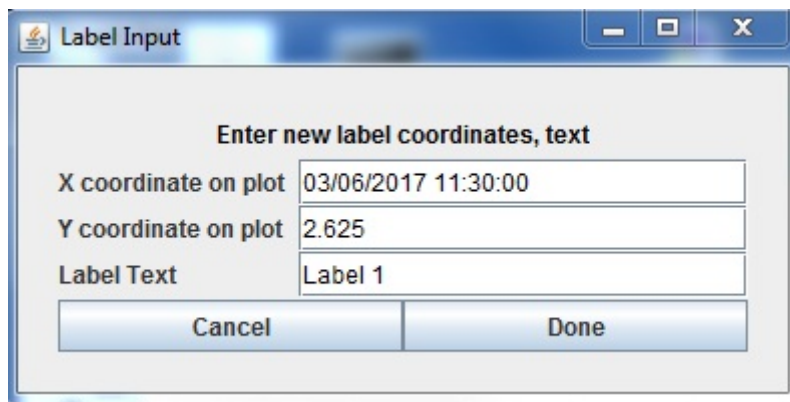 Label Input
Enter new label coordinates, text
X coordinate on plot 03/06/2017 11:30:00
Y coordinate on plot 2.625
Label Text Label 1
Cancel Done